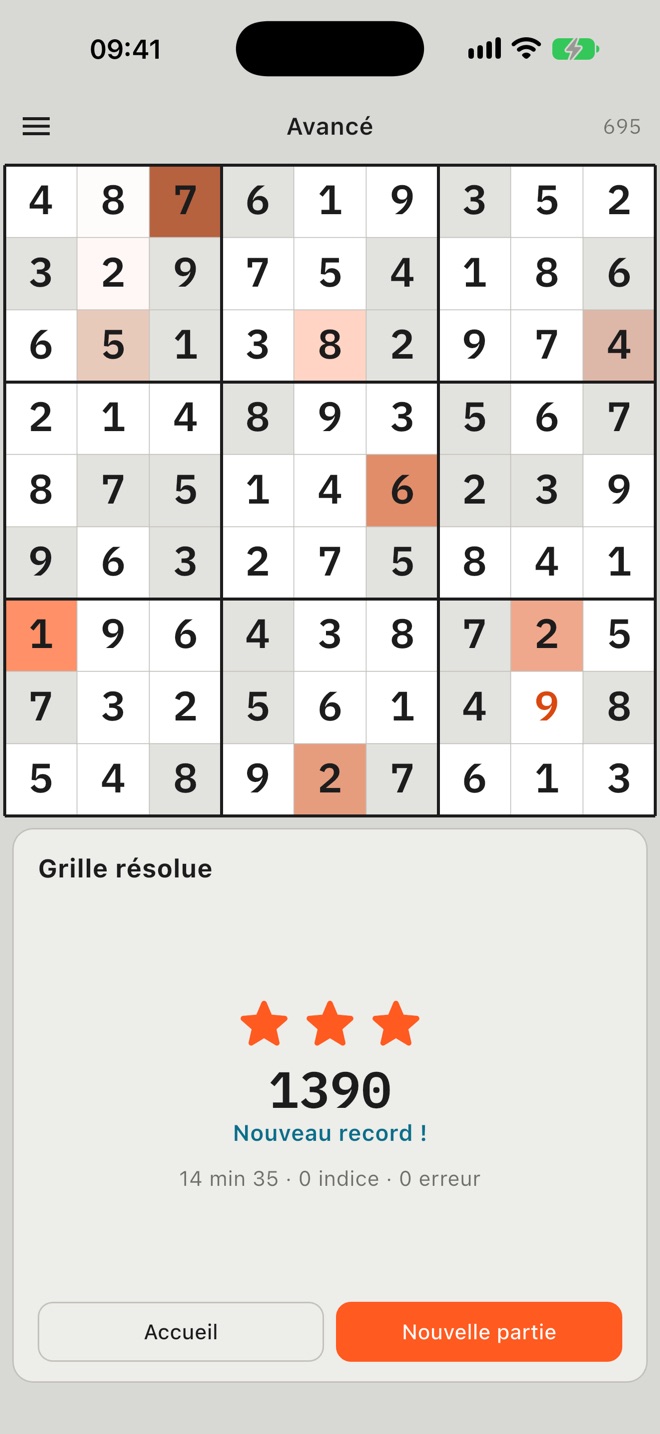 09:41
Avancé
695
4 8 7 6 1 9 3 5 2
3 2 9 7 5 4 1 8 6
6 5 1 3 8 2 9 7 4
2 1 4 8 9 3 5 6 7
8 7 5 1 4 6 2 3 9
9 6 3 2 7 5 8 4 1
1 9 6 4 3 8 7 2 5
7 3 2 5 6 1 4 9 8
5 4 8 9 2 7 6 1 3
Grille résolue
1390
Nouveau record !
14 min 35 · 0 indice · 0 erreur
Accueil
Nouvelle partie